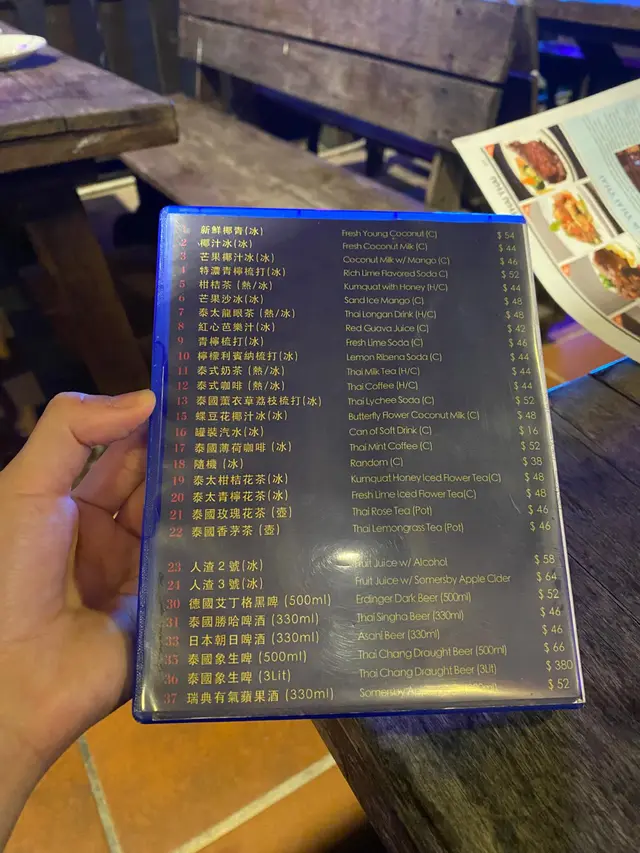 新鮮椰青(冰) Fresh Young Coconut (C) $ 54
2 椰汁冰(冰) Fresh Coconut Milk (C) $ 44
3 芒果椰汁冰(冰) Coconut Milk w/ Mango (C) $ 46
4 特濃青檸梳打(冰) Rich Lime Flavored Soda C) $ 52
5 柑桔茶 (熱/冰) Kumquat with Honey (H/C) $ 44
6 芒果沙冰(冰) Sand Ice Mango (C) $ 48
7 泰太龍眼茶 (熱/冰) Thai Longan Drink (H/C) $ 48
8 紅心芭樂汁(冰) Red Guava Juice (C) $ 42
9 青檸梳打(冰) Fresh Lime Soda (C) $ 46
10 檸檬利賓納梳打(冰) Lemon Ribena Soda (C) $ 44
11 泰式奶茶 (熱/冰) Thai Milk Tea (H/C) $ 44
12 泰式咖啡 (熱/冰) Thai Coffee (H/C) $ 44
13 泰國薰衣草荔枝梳打(冰) Thai Lychee Soda (C) $ 52
15 蝶豆花椰汁冰(冰) Butterfly Flower Coconut Milk (C) $ 48
16 罐裝汽水(冰) Can of Soft Drink (C) $ 16
17 泰國薄荷咖啡 (冰) Thai Mint Coffee (C) $ 52
18 隨機 (冰) Random (C) $ 38
19 泰太柑桔花茶(冰) Kumquat Honey Iced Flower Tea(C) $ 48
20 泰太青檸花茶(冰) Fresh Lime Iced Flower Tea(C) $ 48
21 泰國玫瑰花茶 (壺) Thai Rose Tea (Pot) $ 46
22 泰國香茅茶 (壺) Thai Lemongrass Tea (Pot) $ 46
23 人渣2號(冰) Fruit Juice w/ Alcohol $ 58
24 人渣3號(冰) Fruit Juice w/ Somersby Apple Cider $ 64
30 德國艾丁格黑啤 (500ml) Erdinger Dark Beer (500ml) $ 52
31 泰國勝哈啤酒 (330ml) Thai Singha Beer (330ml) $ 46
33 日本朝日啤酒 (330ml) Asahi Beer (330ml) $ 46
35 泰國象生啤 (500ml) Thai Chang Draught Beer (500ml) $ 66
36 泰國象生啤 (3Lit) Thai Chang Draught Beer (3Lit) $ 380
37 瑞典有氣蘋果酒 (330ml) Somersby $ 52